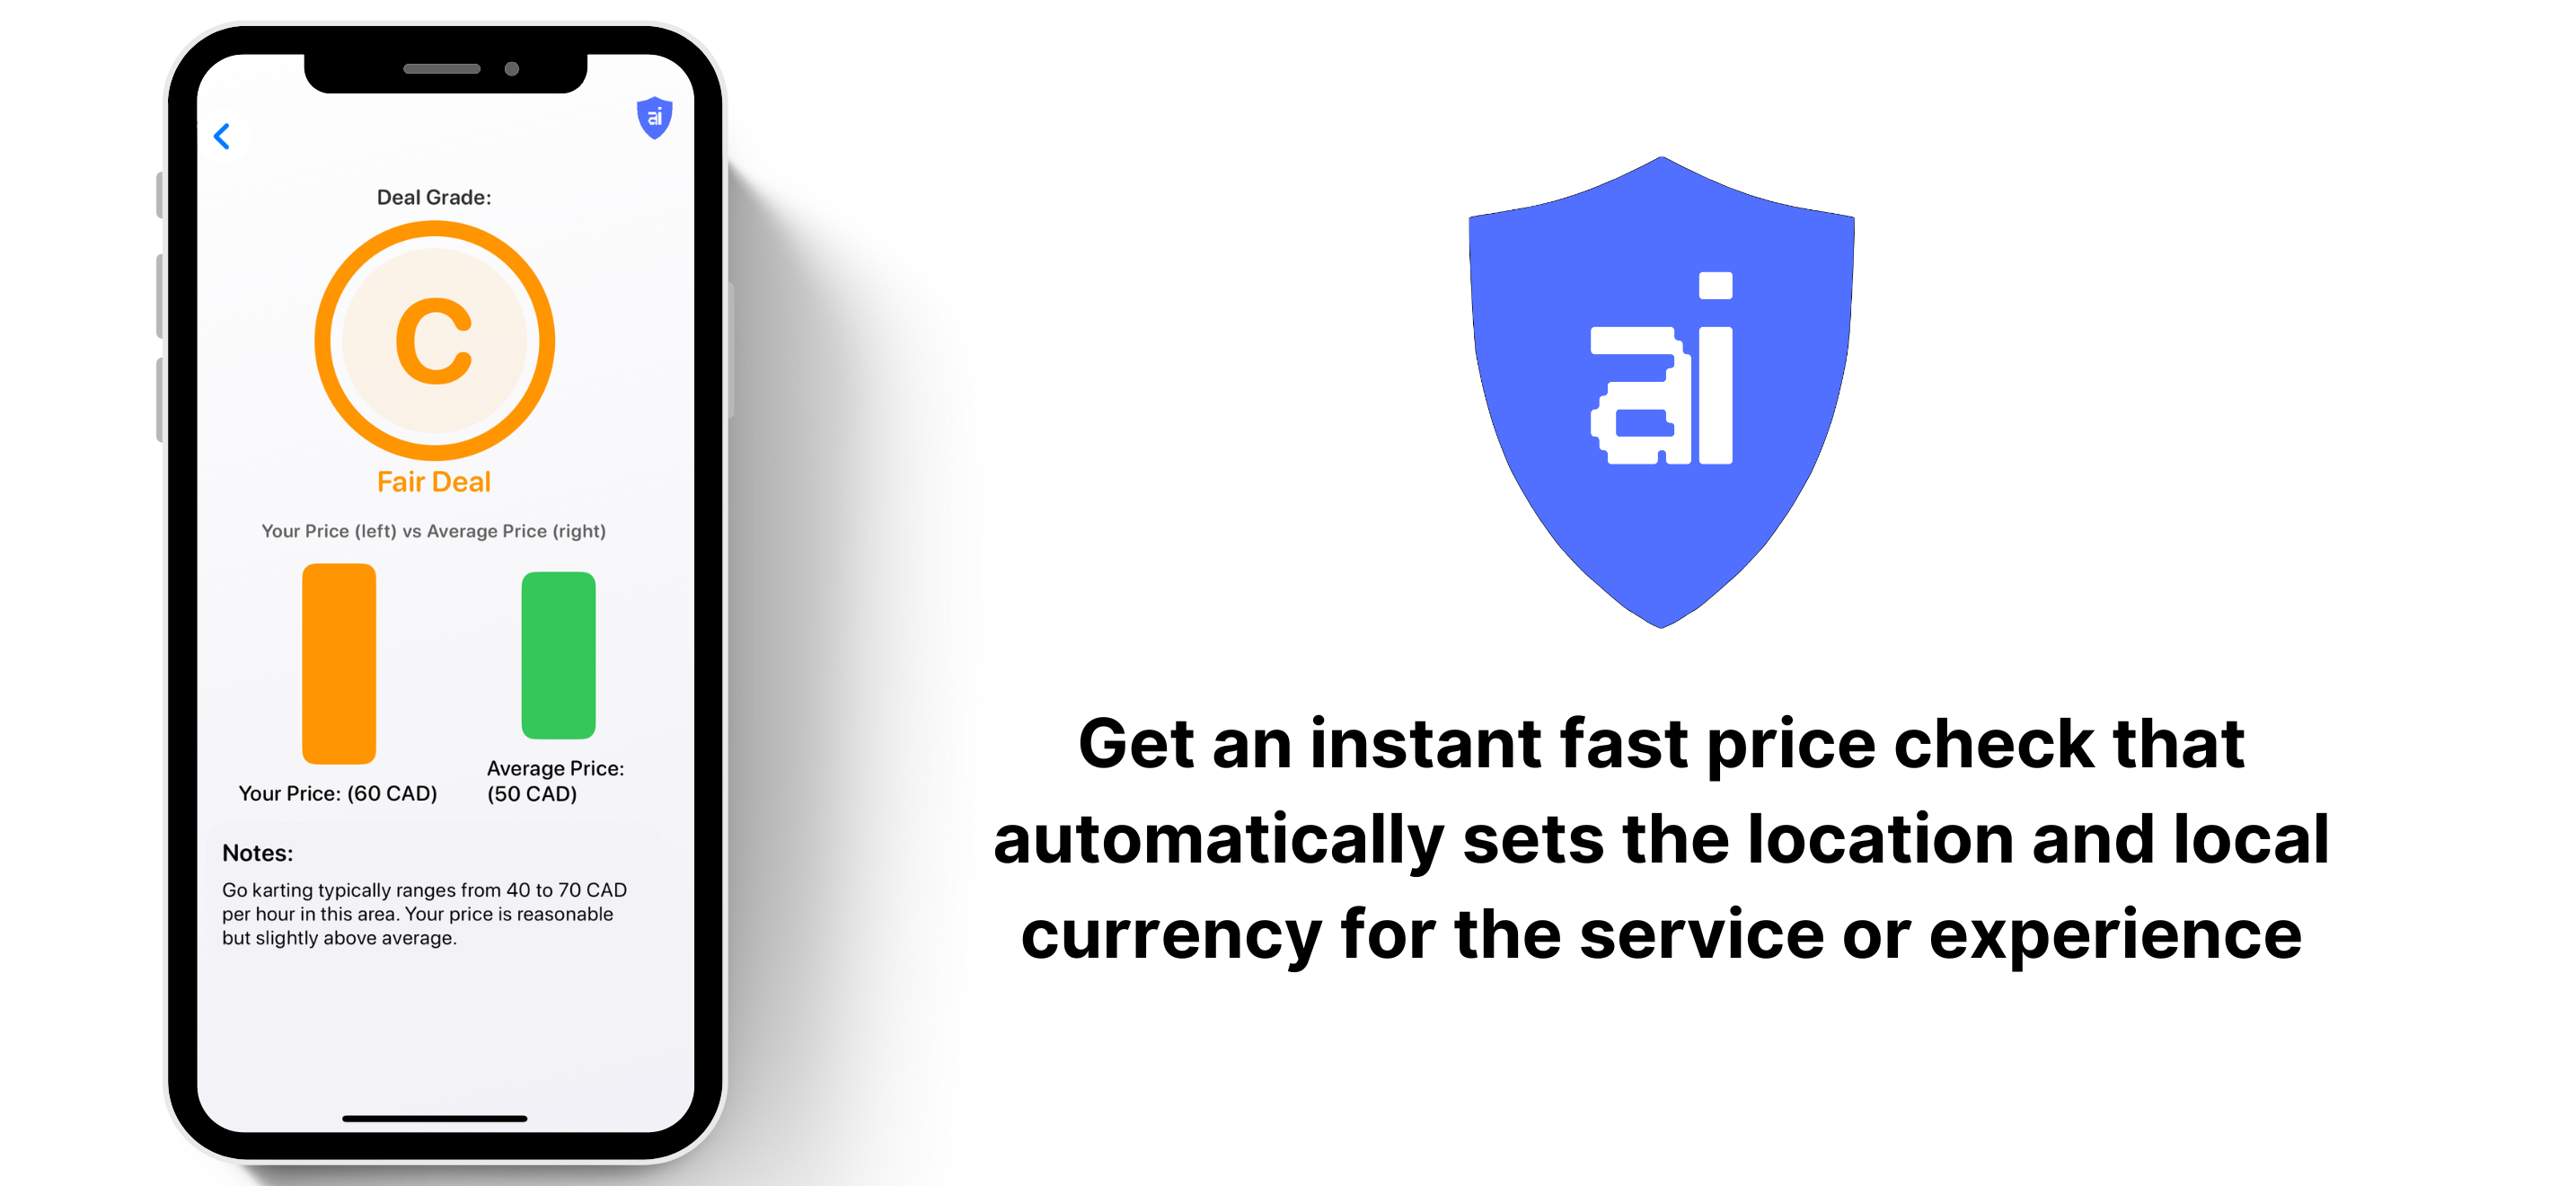 ai
Deal Grade:
C
Fair Deal
Your Price (left) vs Average Price (right)
Your Price: (60 CAD)
Average Price:
(50 CAD)
Notes:
Go karting typically ranges from 40 to 70 CAD
per hour in this area. Your price is reasonable
but slightly above average.
ai
Get an instant fast price check that
automatically sets the location and local
currency for the service or experience